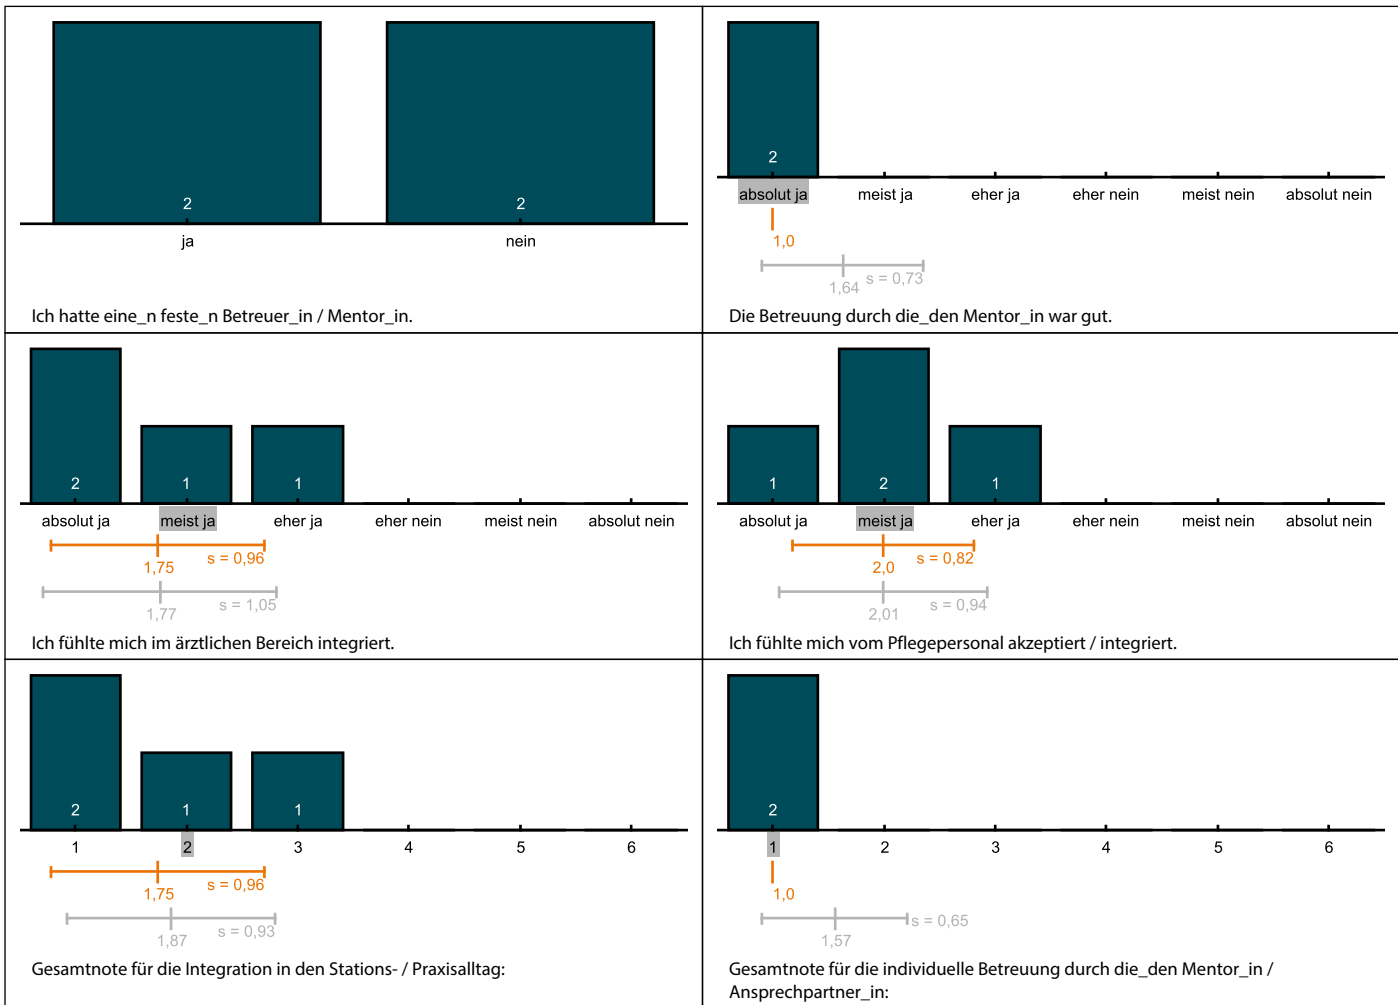 2
2
ja
nein
Ich hatte eine_n feste_n Betreuer_in / Mentor_in.
2
absolut ja
meist ja
eher ja
eher nein
meist nein
absolut nein
1,0
1,64
s = 0,73
Die Betreuung durch die_den Mentor_in war gut.
2
1
1
absolut ja
meist ja
eher ja
eher nein
meist nein
absolut nein
1,75
s = 0,96
1,77
s = 1,05
Ich fühlte mich im ärztlichen Bereich integriert.
1
2
1
absolut ja
meist ja
eher ja
eher nein
meist nein
absolut nein
2,0
s = 0,82
2,01
s = 0,94
Ich fühlte mich vom Pflegepersonal akzeptiert / integriert.
2
1
1
1
2
3
4
5
6
1,75
s = 0,96
1,87
s = 0,93
Gesamtnote für die Integration in den Stations- / Praxisalltag:
2
1
2
3
4
5
6
1,0
1,57
s = 0,65
Gesamtnote für die individuelle Betreuung durch die_den Mentor_in /
Ansprechpartner_in: